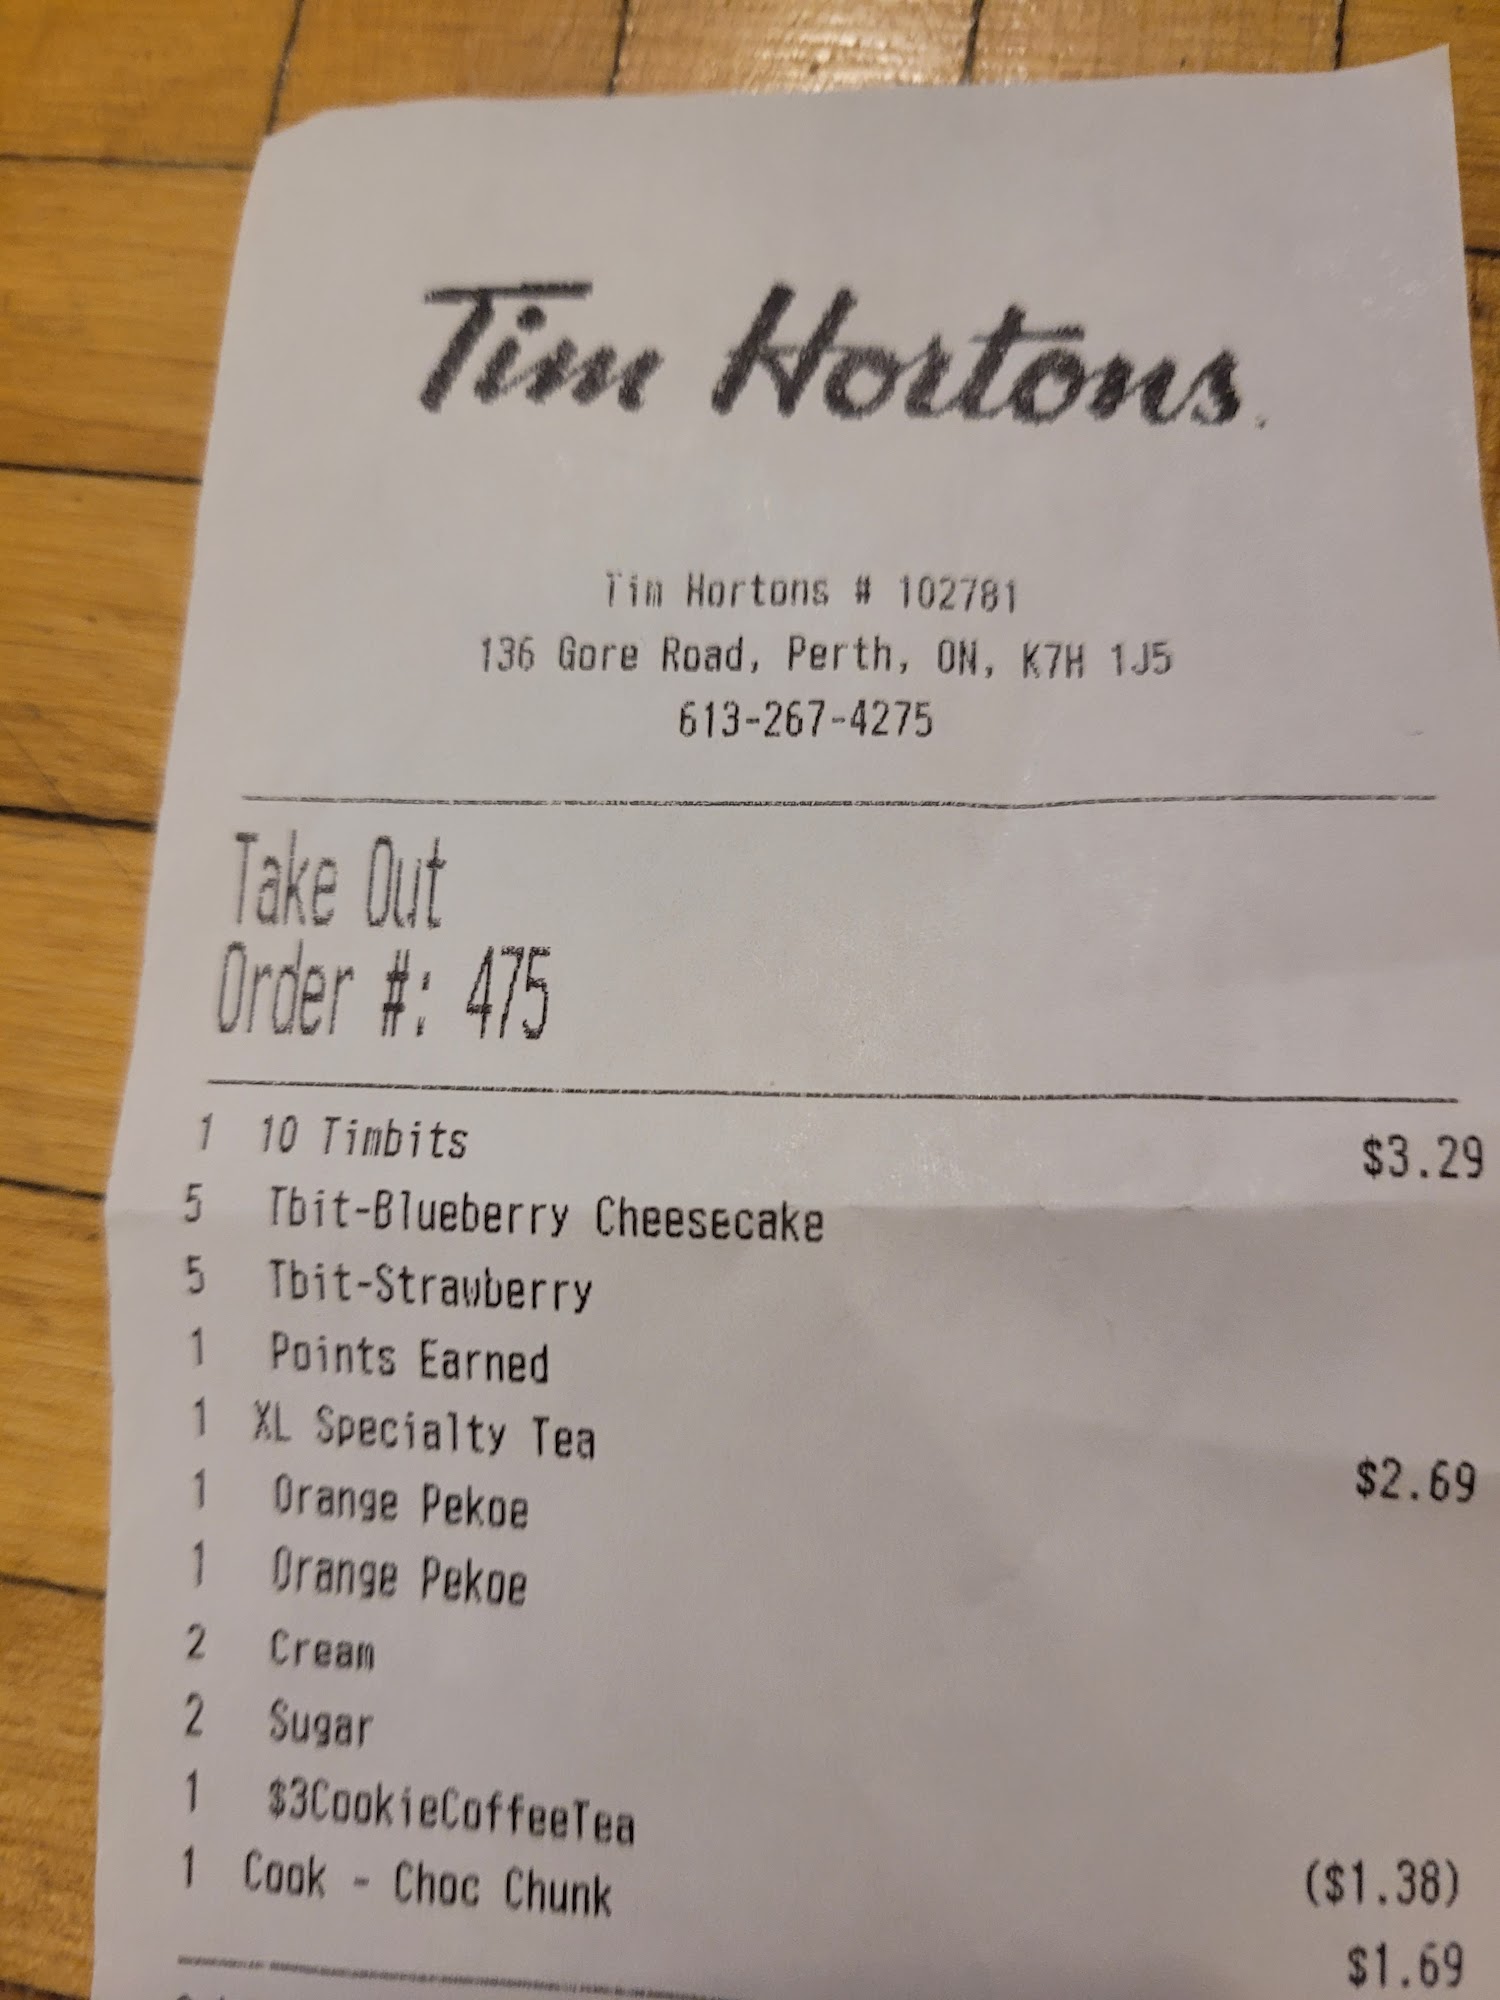 Tim Hortons.
Tim Hortons # 102781
136 Gore Road, Perth, ON, K7H 1J5
613-267-4275
Take Out
Order #: 475
1 10 Timbits $3.29
5 Tbit-Blueberry Cheesecake
5 Tbit-Strawberry
1 Points Earned
1 XL Specialty Tea $2.69
1 Orange Pekoe
1 Orange Pekoe
2 Cream
2 Sugar
1 $3CookieCoffeeTea ($1.38)
1 Cook - Choc Chunk $1.69